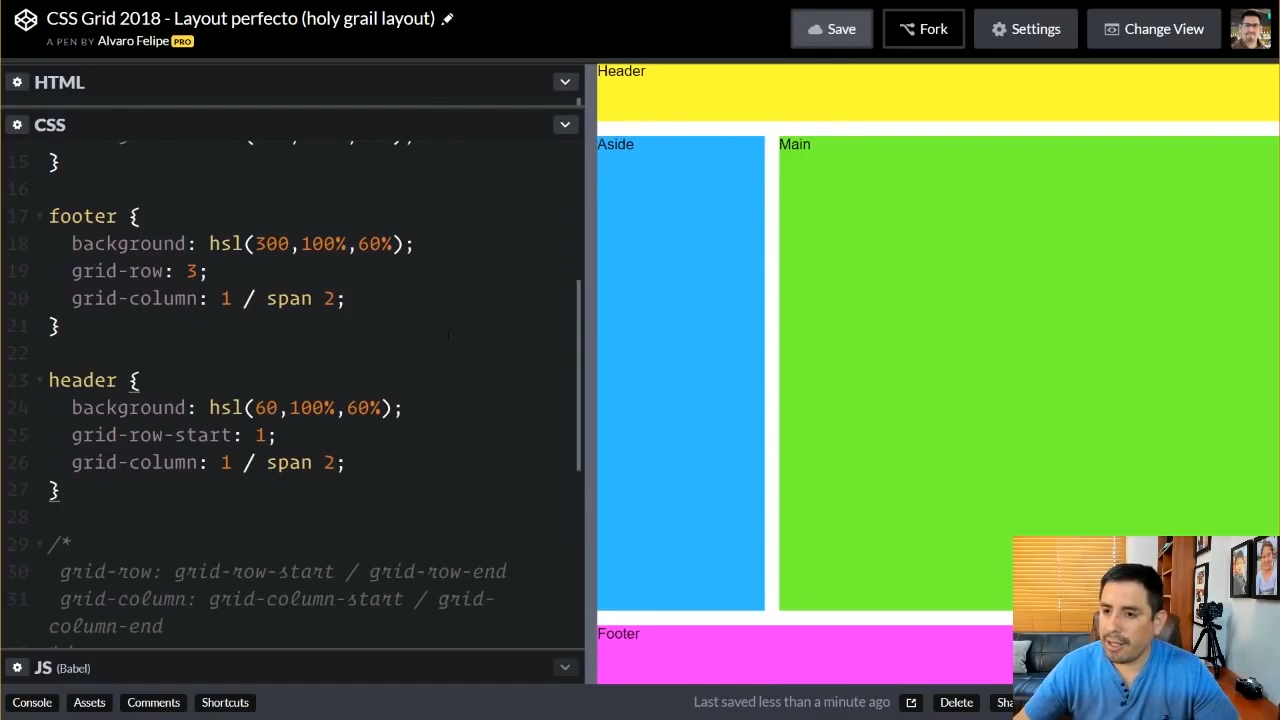 CSS Grid 2018 - Layout perfecto (holy grail layout)
A PEN BY Alvaro Felipe PRO
Save
Fork
Settings
Change View
HTML
CSS
15 }
16
17 footer {
18 background: hsl(300,100%,60%);
19 grid-row: 3;
20 grid-column: 1 / span 2;
21 }
22
23 header {
24 background: hsl(60,100%,60%);
25 grid-row-start: 1;
26 grid-column: 1 / span 2;
27 }
28
29 /*
30 grid-row: grid-row-start / grid-row-end
31 grid-column: grid-column-start / grid-
column-end
JS (Babel)
Header
Aside
Main
Footer
Console
Assets
Comments
Shortcuts
Last saved less than a minute ago
Delete
Sha